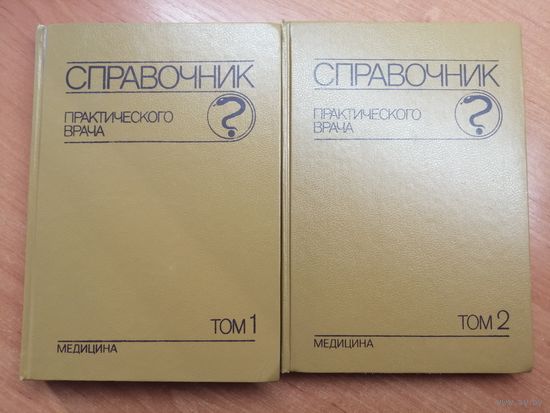 СПРАВОЧНИК
ПРАКТИЧЕСКОГО
ВРАЧА
ТОМ 1
МЕДИЦИНА
СПРАВОЧНИК
ПРАКТИЧЕСКОГО
ВРАЧА
ТОМ 2
МЕДИЦИНА